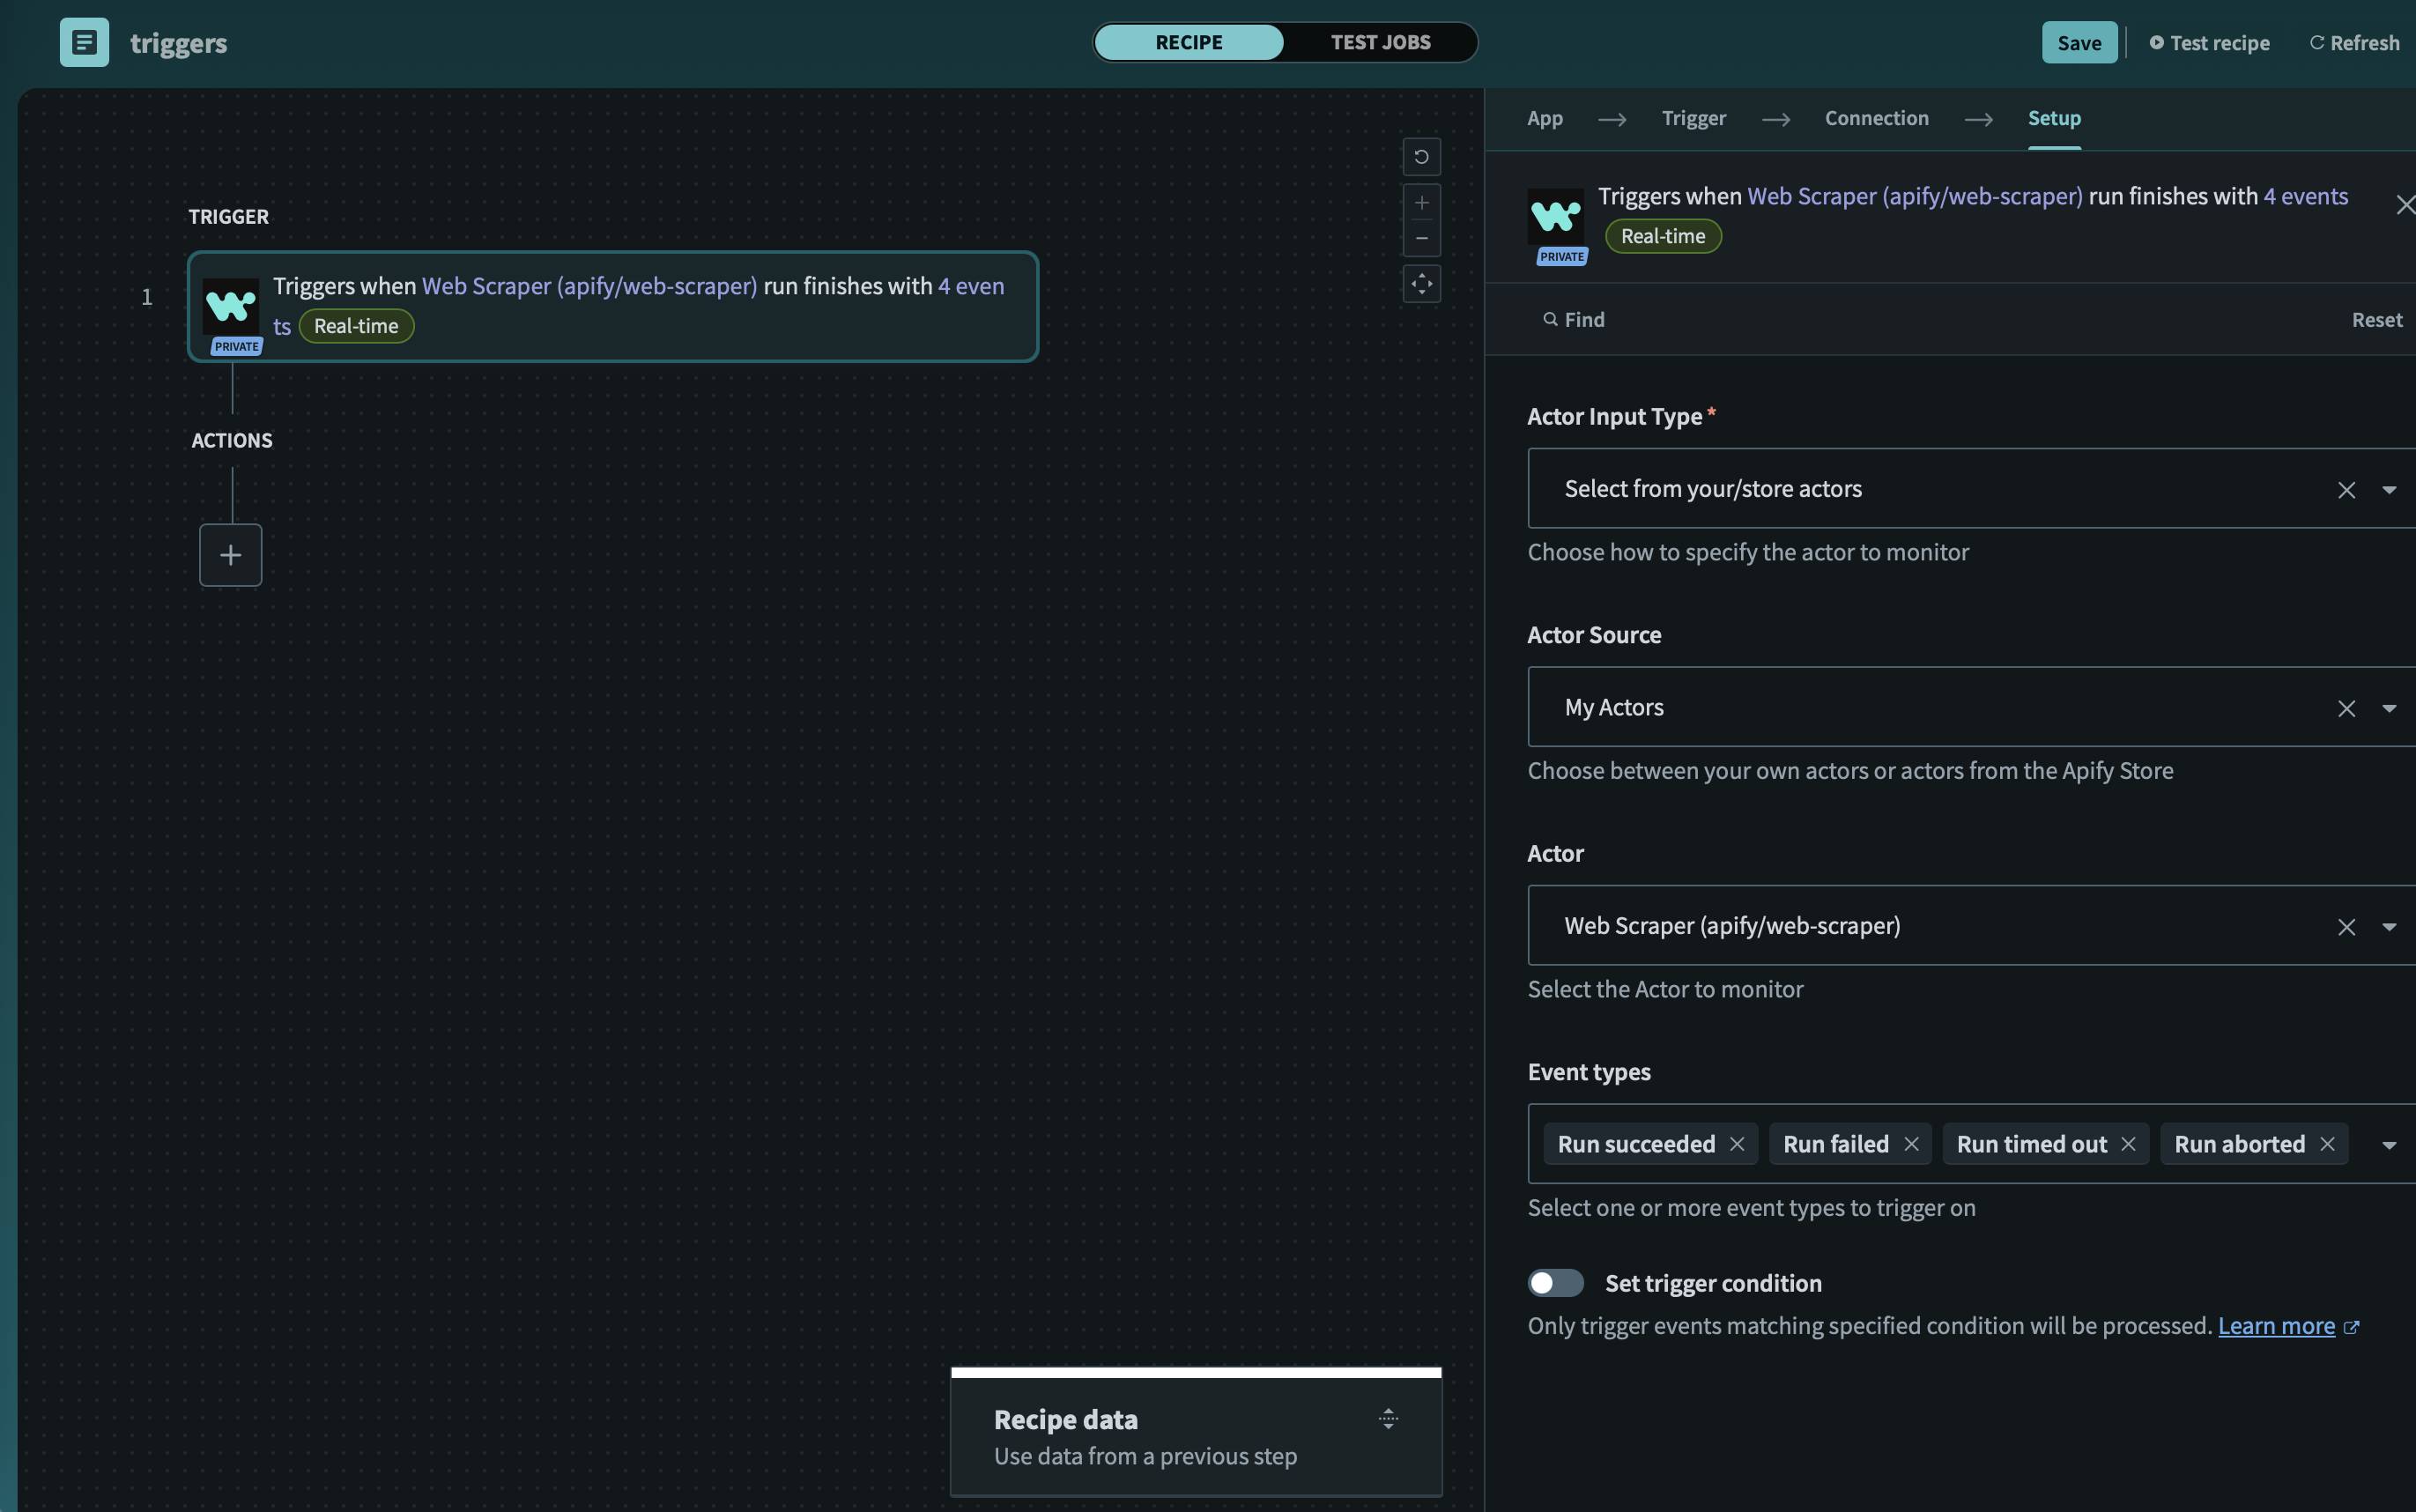 triggers
RECIPE
TEST JOBS
Save
Test recipe
Refresh
TRIGGER
1
Triggers when Web Scraper (apify/web-scraper) run finishes with 4 even
ts Real-time
PRIVATE
ACTIONS
Recipe data
Use data from a previous step
App
Trigger
Connection
Setup
Triggers when Web Scraper (apify/web-scraper) run finishes with 4 events
Real-time
PRIVATE
Find
Reset
Actor Input Type*
Select from your/store actors
Choose how to specify the actor to monitor
Actor Source
My Actors
Choose between your own actors or actors from the Apify Store
Actor
Web Scraper (apify/web-scraper)
Select the Actor to monitor
Event types
Run succeeded
Run failed
Run timed out
Run aborted
Select one or more event types to trigger on
Set trigger condition
Only trigger events matching specified condition will be processed. Learn more